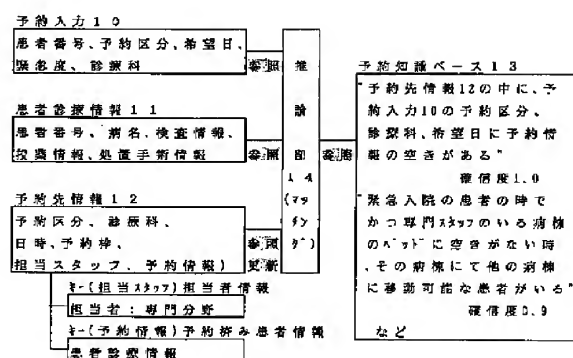 予約入力10
患者番号、予約区分、希望日、
緊急度、診療科
参照
患者診療情報11
患者番号、病名、検査情報、
投薬情報、処置手術情報
参照
予約先情報12
予約区分、診療科、
日時、予約枠、
担当スタッフ、予約情報)
参照
更新
キー(担当スタッフ)担当者情報
担当者:専門分野
キー(予約情報)予約済み患者情報
患者診療情報
推
論
部
14
(マッ
チン
グ)
参照
予約知識ベース13
"予約先情報12の中に、予
約入力10の予約区分、
診療科、希望日に予約情
報の空きがある"
確信度1.0
"緊急入院の患者の時で
かつ専門スタッフのいる病棟
のベッドに空きがない時
、その病棟にて他の病棟
に移動可能な患者がいる"
確信度0.9
など